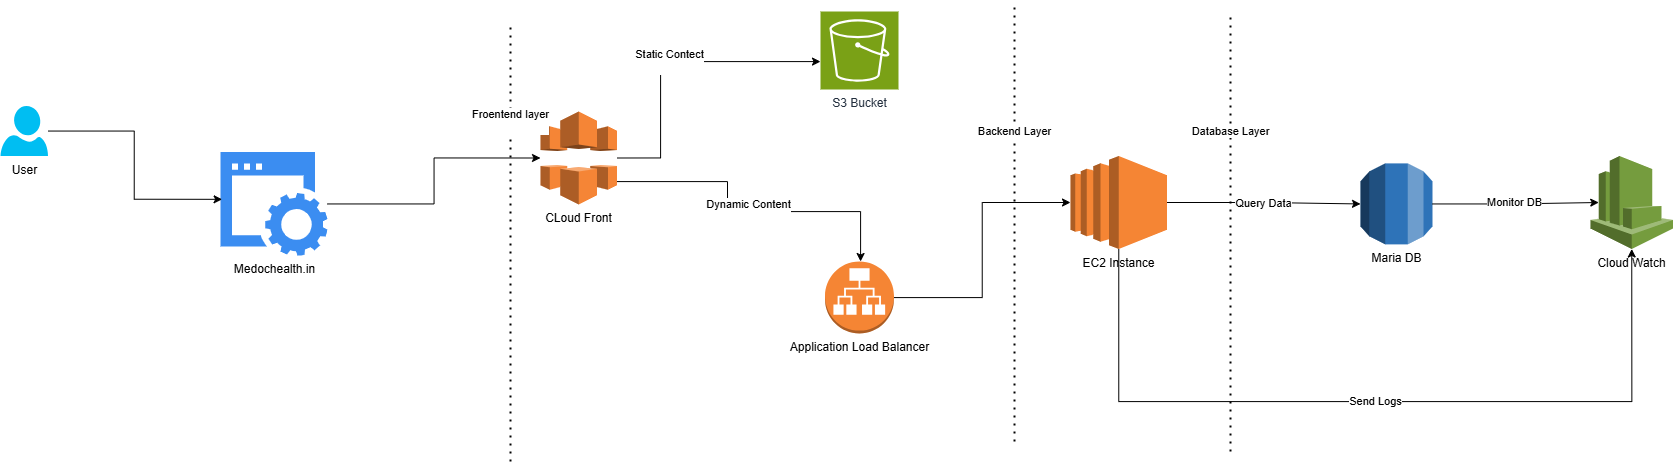 Static Contect
S3 Bucket
Froentend layer
Backend Layer
Database Layer
User
Dynamic Content
Query Data
Monitor DB
CLoud Front
Maria DB
EC2 Instance
Cloud Watch
Medochealth.in
Application Load Balancer
Send Logs